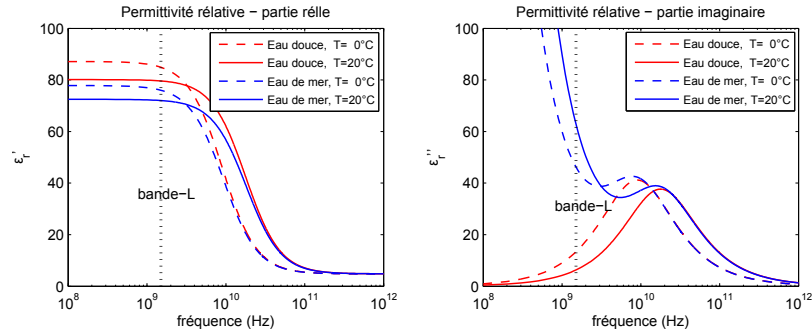 Permittivité rélative − partie rélle
Eau douce, T= 0°C
Eau douce, T=20°C
Eau de mer, T= 0°C
Eau de mer, T=20°C
bande−L
εr'
100
80
60
40
20
0
10^8 10^9 10^10 10^11 10^12
fréquence (Hz)
Permittivité rélative − partie imaginaire
Eau douce, T= 0°C
Eau douce, T=20°C
Eau de mer, T= 0°C
Eau de mer, T=20°C
bande−L
εr''
100
80
60
40
20
0
10^8 10^9 10^10 10^11 10^12
fréquence (Hz)